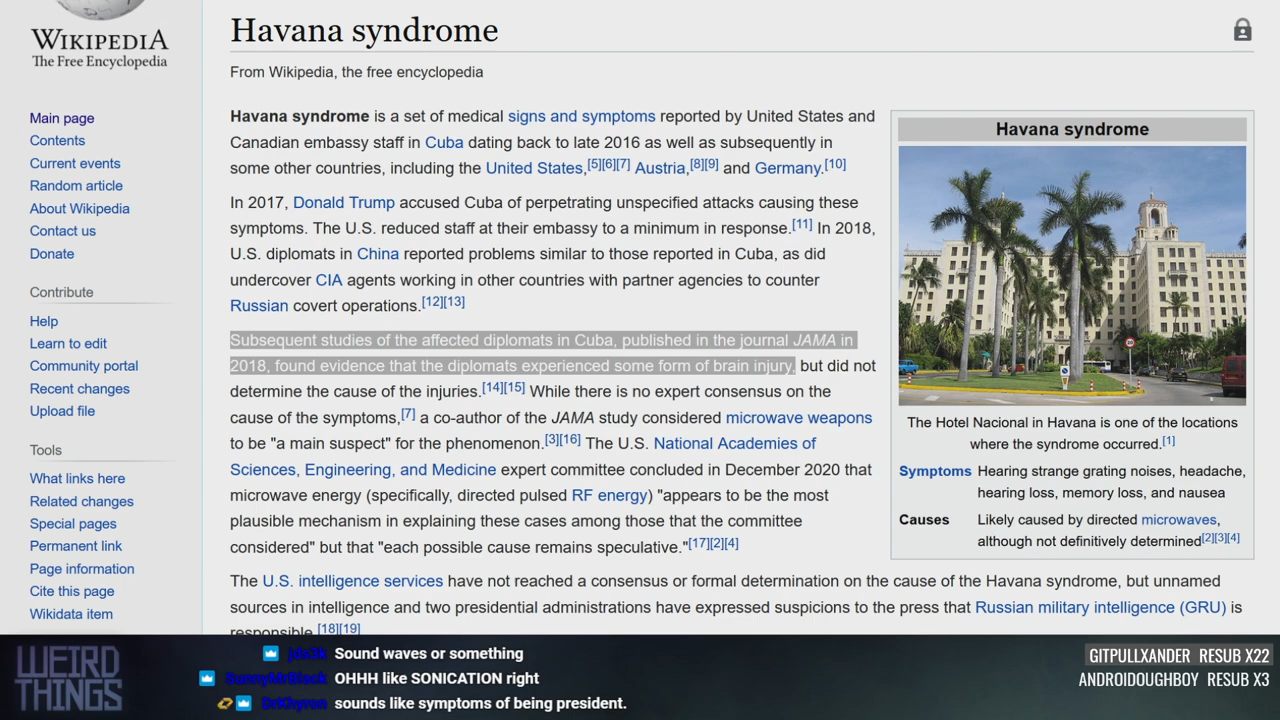 WIKIPEDIA
The Free Encyclopedia
Main page
Contents
Current events
Random article
About Wikipedia
Contact us
Donate
Contribute
Help
Learn to edit
Community portal
Recent changes
Upload file
Tools
What links here
Related changes
Special pages
Permanent link
Page information
Cite this page
Wikidata item
Havana syndrome
From Wikipedia, the free encyclopedia
Havana syndrome is a set of medical signs and symptoms reported by United States and
Canadian embassy staff in Cuba dating back to late 2016 as well as subsequently in
some other countries, including the United States,[5][6][7] Austria,[8][9] and Germany.[10]
In 2017, Donald Trump accused Cuba of perpetrating unspecified attacks causing these
symptoms. The U.S. reduced staff at their embassy to a minimum in response.[11] In 2018,
U.S. diplomats in China reported problems similar to those reported in Cuba, as did
undercover CIA agents working in other countries with partner agencies to counter
Russian covert operations.[12][13]
Subsequent studies of the affected diplomats in Cuba, published in the journal JAMA in
2018, found evidence that the diplomats experienced some form of brain injury, but did not
determine the cause of the injuries.[14][15] While there is no expert consensus on the
cause of the symptoms,[7] a co-author of the JAMA study considered microwave weapons
to be "a main suspect" for the phenomenon.[3][16] The U.S. National Academies of
Sciences, Engineering, and Medicine expert committee concluded in December 2020 that
microwave energy (specifically, directed pulsed RF energy) "appears to be the most
plausible mechanism in explaining these cases among those that the committee
considered" but that "each possible cause remains speculative."[17][2][4]
The U.S. intelligence services have not reached a consensus or formal determination on the cause of the Havana syndrome, but unnamed
sources in intelligence and two presidential administrations have expressed suspicions to the press that Russian military intelligence (GRU) is
responsible.[18][19]
Havana syndrome
The Hotel Nacional in Havana is one of the locations
where the syndrome occurred.[1]
Symptoms Hearing strange grating noises, headache,
hearing loss, memory loss, and nausea
Causes Likely caused by directed microwaves,
although not definitively determined[2][3][4]
WEIRD
THINGS
jds3k Sound waves or something
SunnyMrBlack OHHH like SONICATION right
DrKhyron sounds like symptoms of being president.
GITPULLXANDER RESUB X22
ANDROIDOUGHBOY RESUB X3